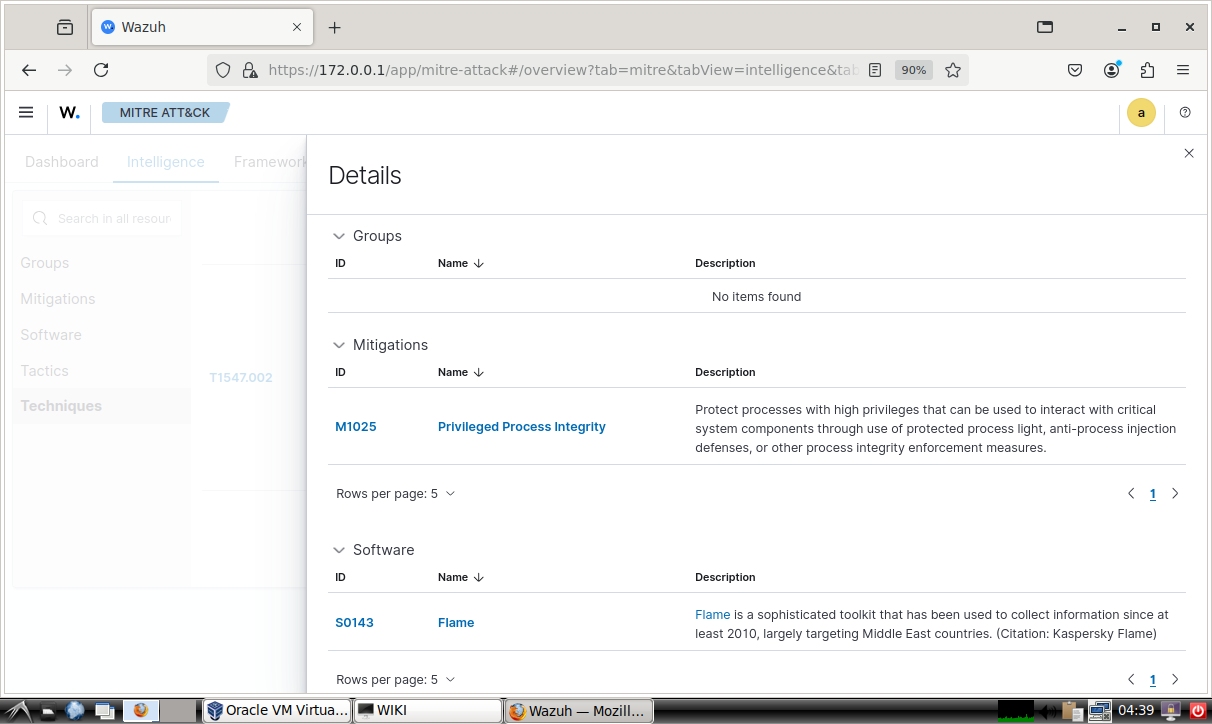 Wazuh
https://172.0.0.1/app/mitre-attack#/overview?tab=mitre&tabView=intelligence&tab
90%
W.
MITRE ATT&CK
a
Dashboard
Intelligence
Framework
Details
Search in all resour
Groups
Mitigations
Software
Tactics
Techniques
T1547.002
Groups
ID Name Description
No items found
Mitigations
ID Name Description
M1025 Privileged Process Integrity Protect processes with high privileges that can be used to interact with critical
system components through use of protected process light, anti-process injection
defenses, or other process integrity enforcement measures.
Rows per page: 5 1
Software
ID Name Description
S0143 Flame Flame is a sophisticated toolkit that has been used to collect information since at
least 2010, largely targeting Middle East countries. (Citation: Kaspersky Flame)
Rows per page: 5 1
Oracle VM Virtua...
WIKI
Wazuh — Mozill...
04:39